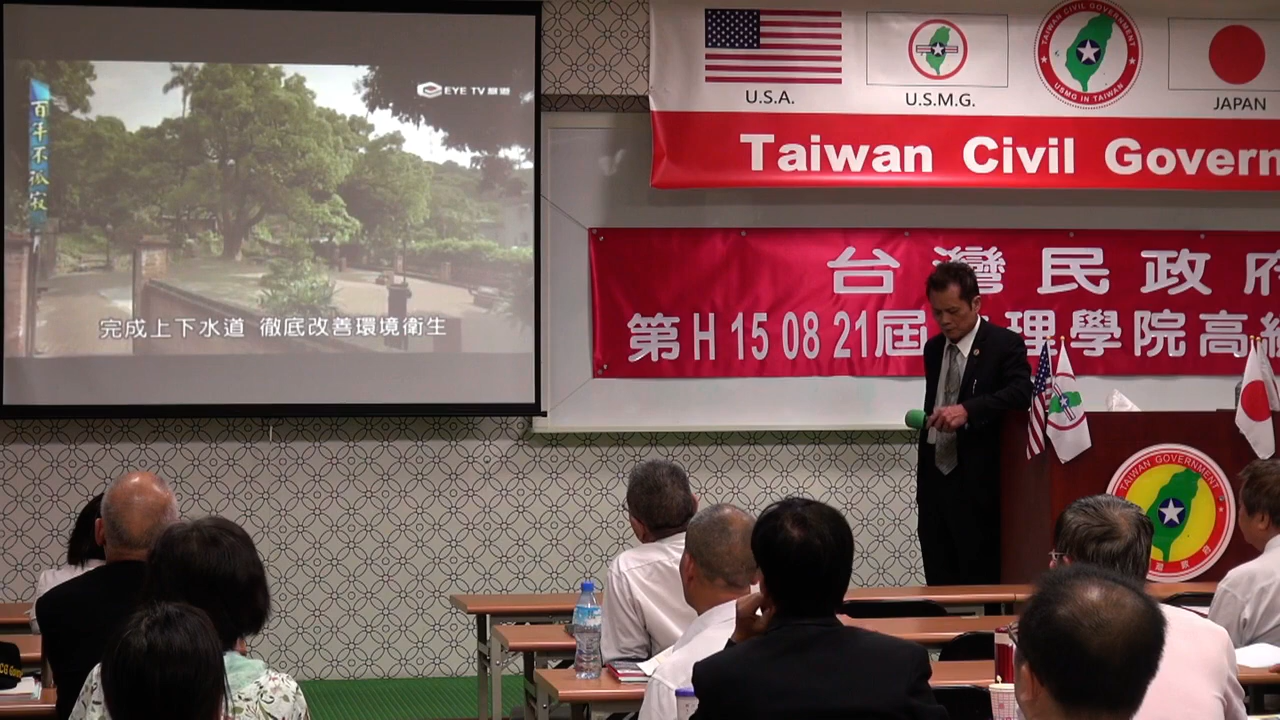 EYE TV
百年不孤寂
完成上下水道 徹底改善環境衛生
U.S.A.
U.S.M.G.
TAIWAN CIVIL GOVERNMENT
USMG IN TAIWAN
JAPAN
Taiwan Civil Govern
台灣民政府
第H 15 08 21屆 理學院高
TAIWAN GOVERNMENT